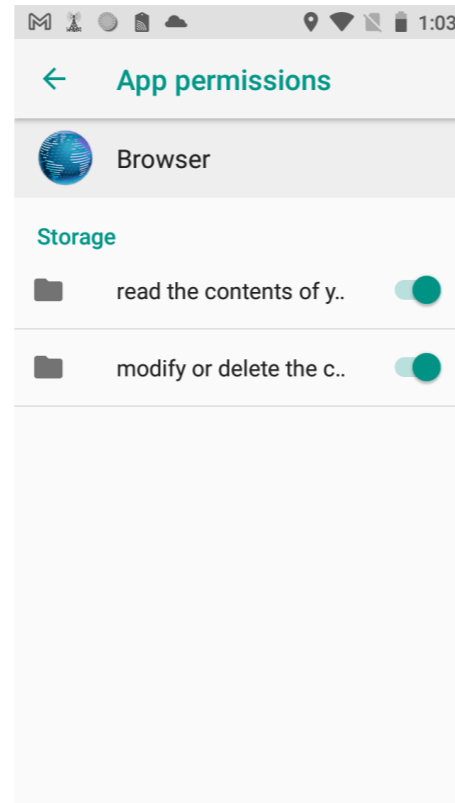 1:03
App permissions
Browser
Storage
read the contents of y..
modify or delete the c..